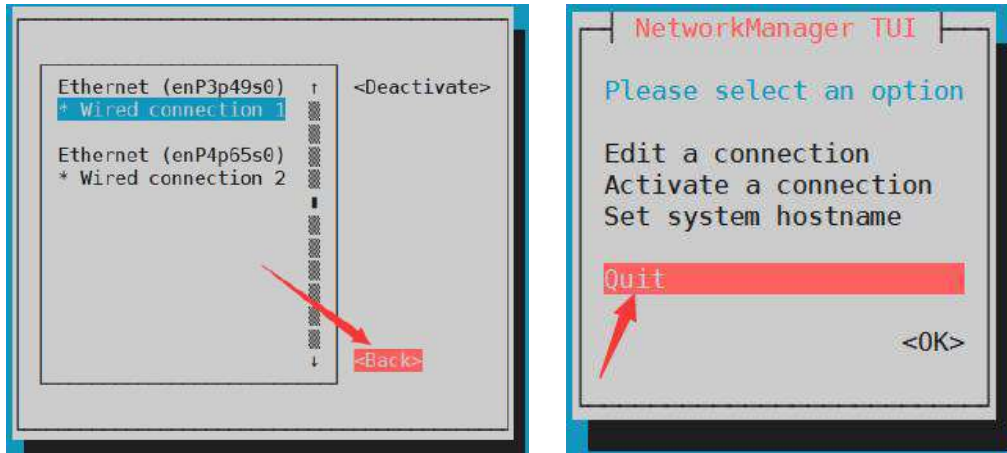 Ethernet (enP3p49s0) ↑ <Deactivate>
* Wired connection 1
Ethernet (enP4p65s0)
* Wired connection 2
↓ <Back>
NetworkManager TUI
Please select an option
Edit a connection
Activate a connection
Set system hostname
Quit
<OK>